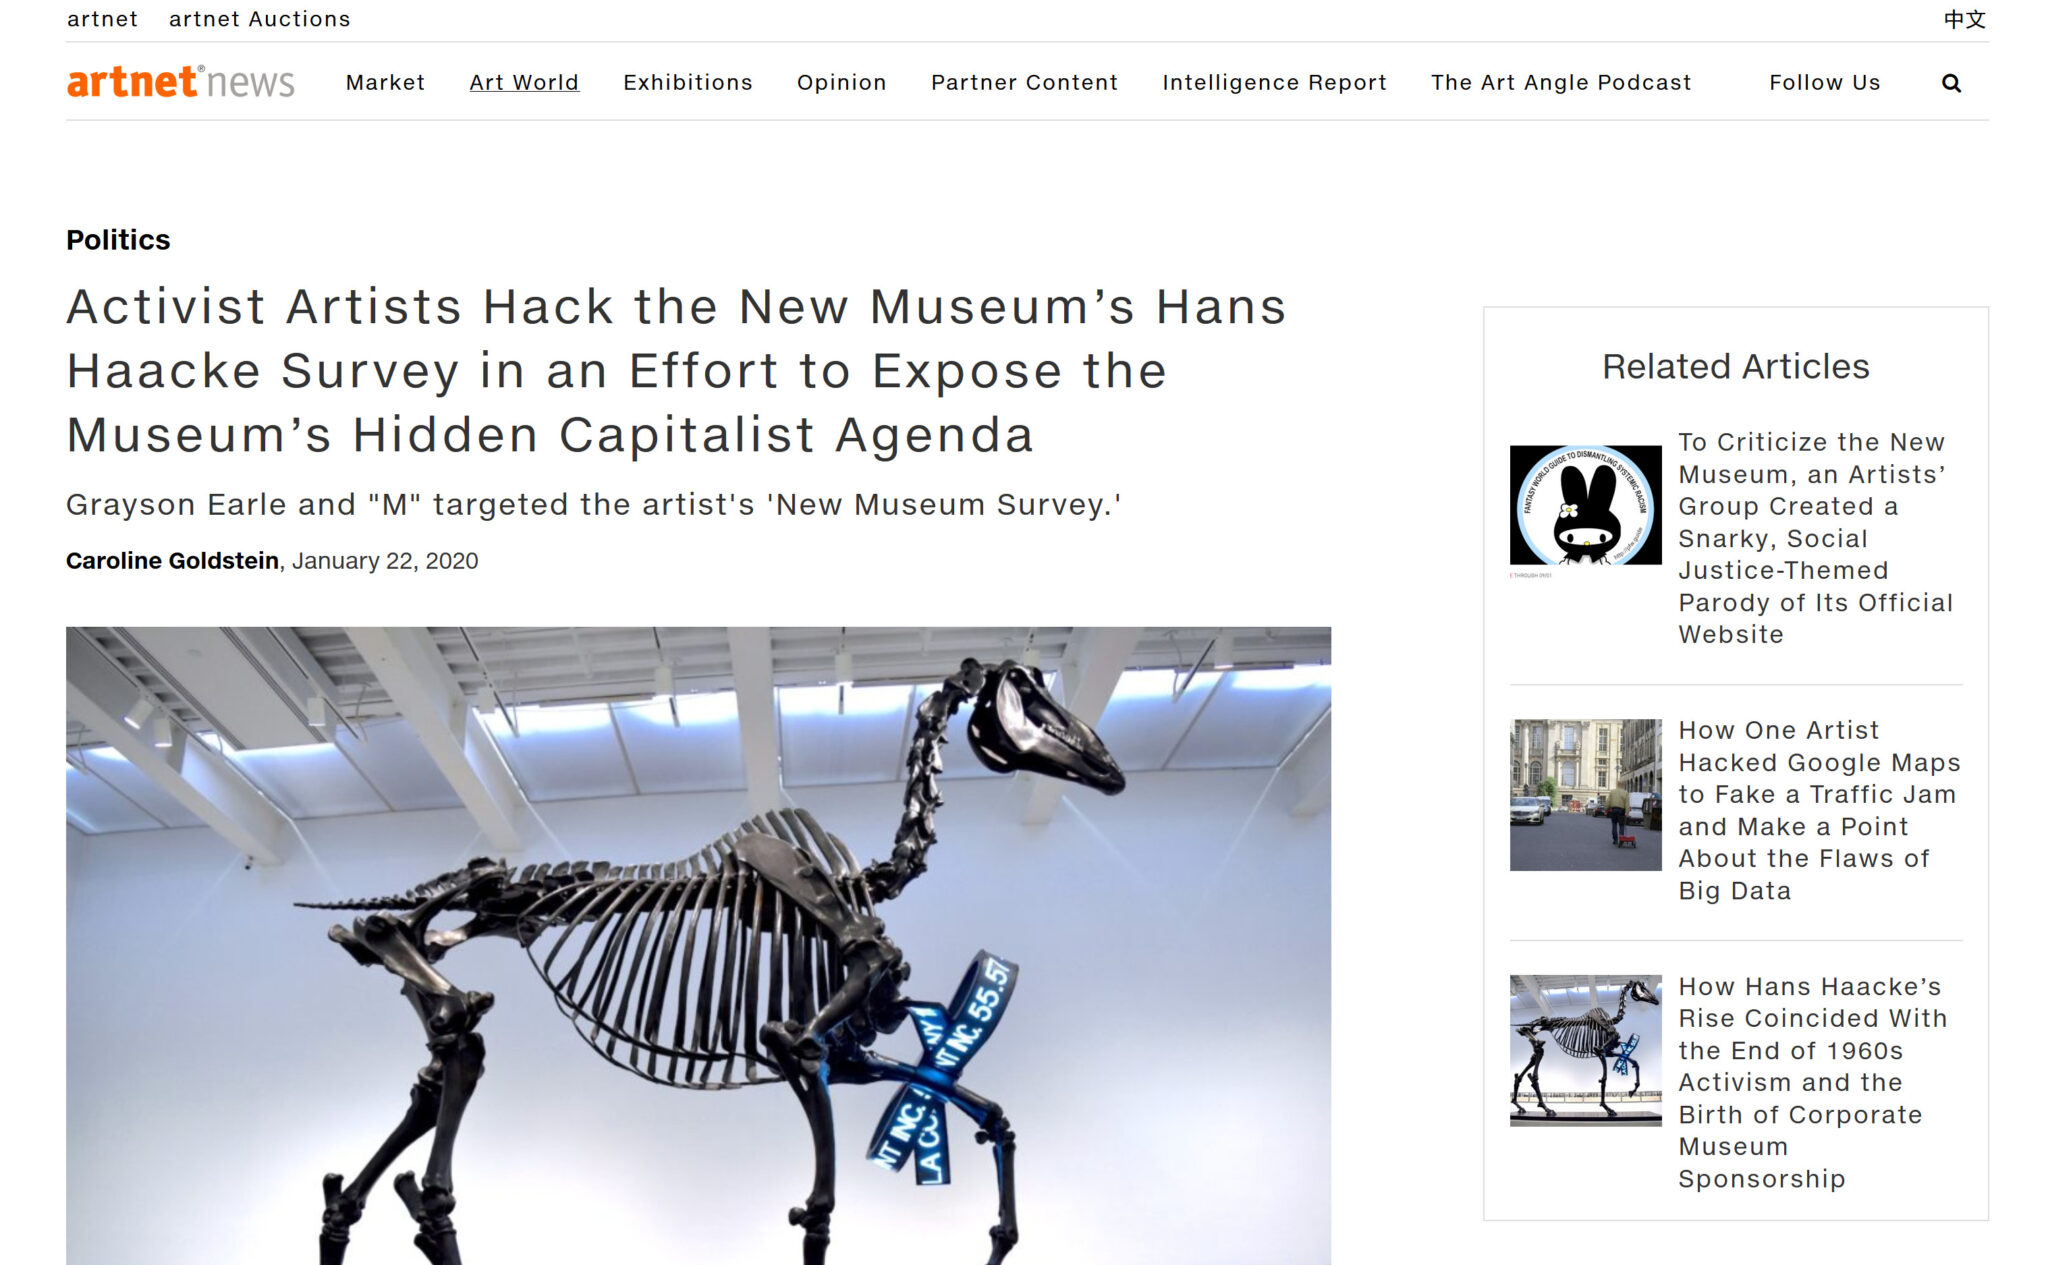 artnet artnet Auctions 中文
artnet® news Market Art World Exhibitions Opinion Partner Content Intelligence Report The Art Angle Podcast Follow Us
Politics
Activist Artists Hack the New Museum’s Hans
Haacke Survey in an Effort to Expose the
Museum’s Hidden Capitalist Agenda
Grayson Earle and "M" targeted the artist's 'New Museum Survey.'
Caroline Goldstein, January 22, 2020
NT INC. 55.57
NY
NT INC.
LA CO
Related Articles
FANTASY WORLD GUIDE TO DISMANTLING SYSTEMIC RACISM
THROUGH 09/01
To Criticize the New
Museum, an Artists’
Group Created a
Snarky, Social
Justice-Themed
Parody of Its Official
Website
How One Artist
Hacked Google Maps
to Fake a Traffic Jam
and Make a Point
About the Flaws of
Big Data
How Hans Haacke’s
Rise Coincided With
the End of 1960s
Activism and the
Birth of Corporate
Museum
Sponsorship